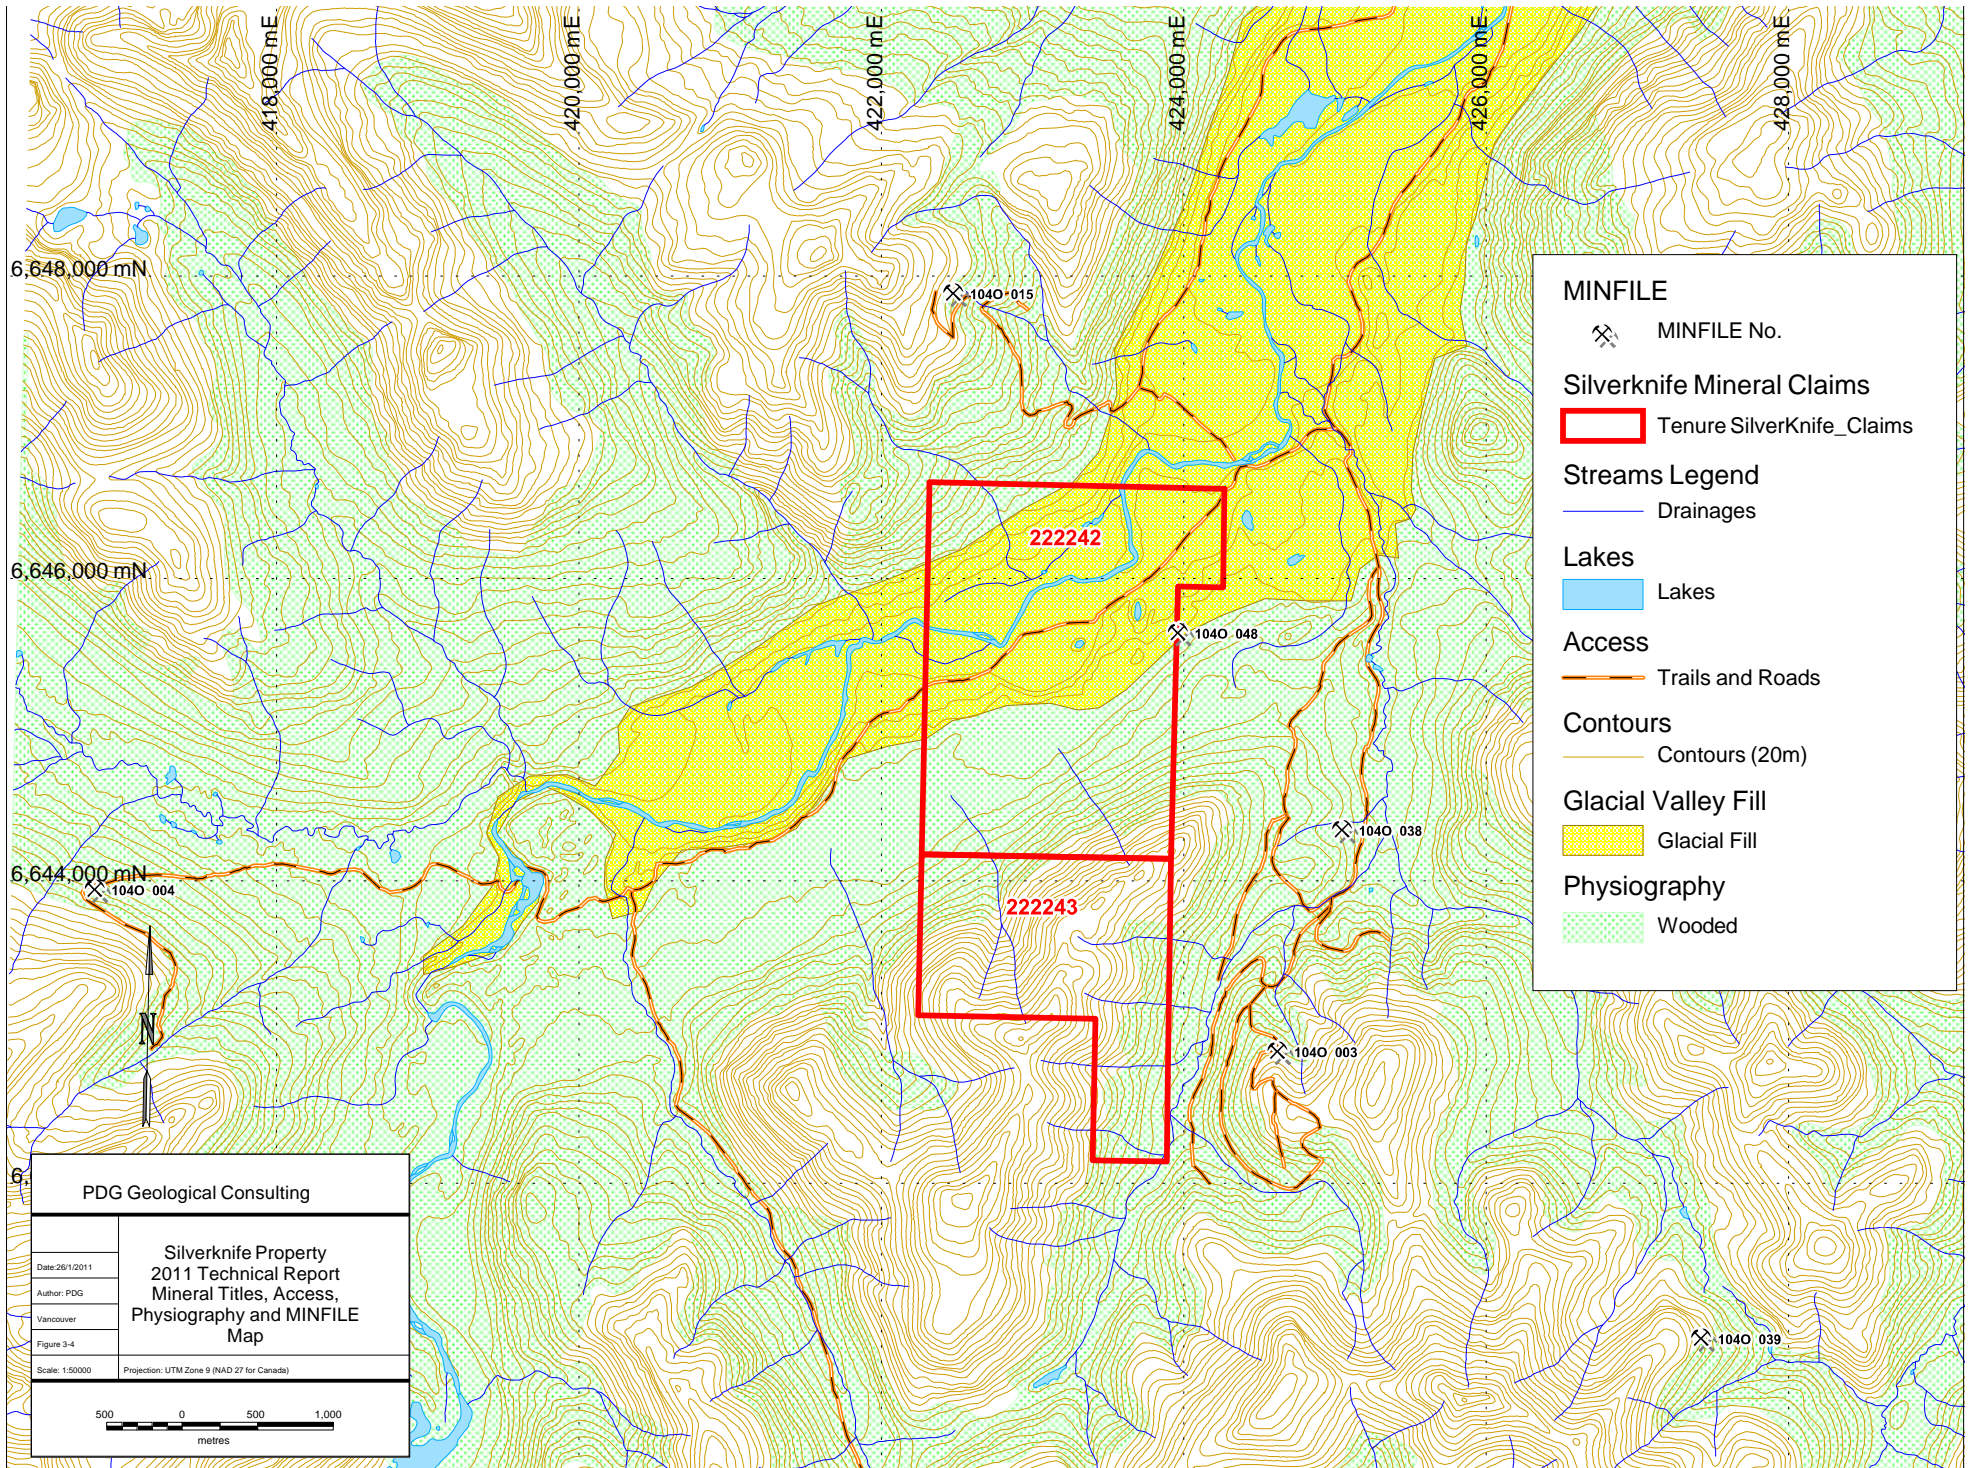 418,000 mE
420,000 mE
422,000 mE
424,000 mE
426,000 mE
428,000 mE
6,648,000 mN
6,646,000 mN
6,644,000 mN
6,
104O 015
104O 048
104O 038
104O 004
104O 003
104O 039
222242
222243
N
MINFILE
MINFILE No.
Silverknife Mineral Claims
Tenure SilverKnife_Claims
Streams Legend
Drainages
Lakes
Lakes
Access
Trails and Roads
Contours
Contours (20m)
Glacial Valley Fill
Glacial Fill
Physiography
Wooded
PDG Geological Consulting
Date:26/1/2011
Author: PDG
Vancouver
Figure 3-4
Scale: 1:50000
Silverknife Property
2011 Technical Report
Mineral Titles, Access,
Physiography and MINFILE
Map
Projection: UTM Zone 9 (NAD 27 for Canada)
500 0 500 1,000
metres